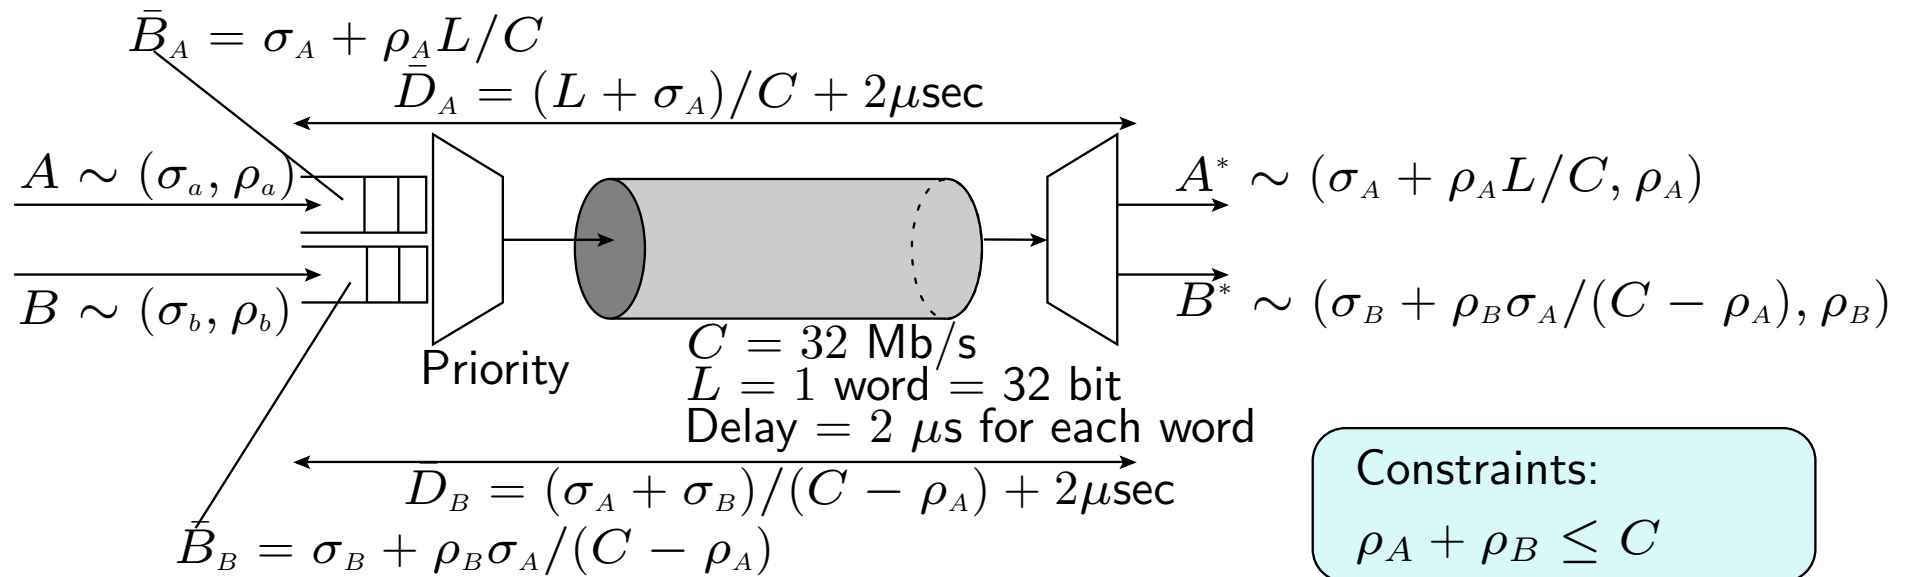 B̄_A = σ_A + ρ_A L/C
D̄_A = (L + σ_A)/C + 2μsec
A ∼ (σ_a, ρ_a)
A* ∼ (σ_A + ρ_A L/C, ρ_A)
B ∼ (σ_b, ρ_b)
B* ∼ (σ_B + ρ_B σ_A/(C − ρ_A), ρ_B)
Priority
C = 32 Mb/s
L = 1 word = 32 bit
Delay = 2 μs for each word
D̄_B = (σ_A + σ_B)/(C − ρ_A) + 2μsec
B̄_B = σ_B + ρ_B σ_A/(C − ρ_A)
Constraints:
ρ_A + ρ_B ≤ C